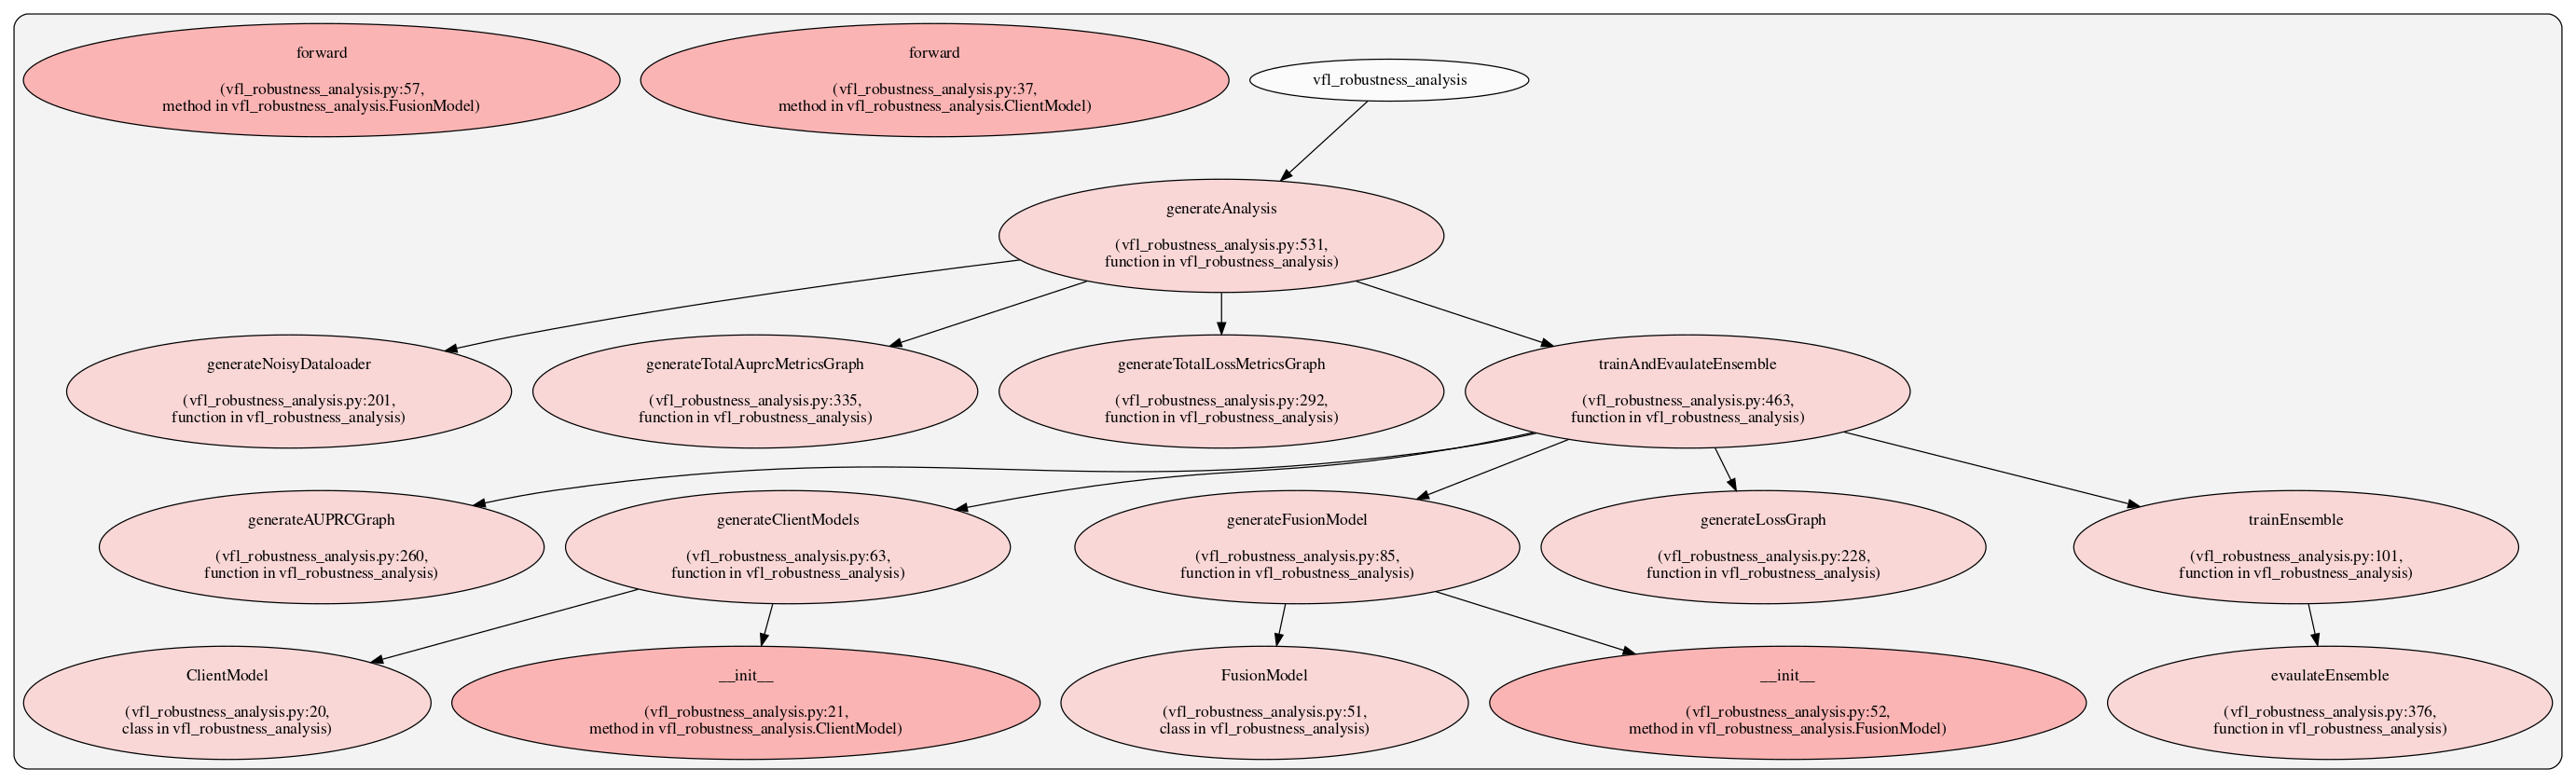 forward
(vfl_robustness_analysis.py:57,
method in vfl_robustness_analysis.FusionModel)
forward
(vfl_robustness_analysis.py:37,
method in vfl_robustness_analysis.ClientModel)
vfl_robustness_analysis
generateAnalysis
(vfl_robustness_analysis.py:531,
function in vfl_robustness_analysis)
generateNoisyDataloader
(vfl_robustness_analysis.py:201,
function in vfl_robustness_analysis)
generateTotalAuprcMetricsGraph
(vfl_robustness_analysis.py:335,
function in vfl_robustness_analysis)
generateTotalLossMetricsGraph
(vfl_robustness_analysis.py:292,
function in vfl_robustness_analysis)
trainAndEvaulateEnsemble
(vfl_robustness_analysis.py:463,
function in vfl_robustness_analysis)
generateAUPRCGraph
(vfl_robustness_analysis.py:260,
function in vfl_robustness_analysis)
generateClientModels
(vfl_robustness_analysis.py:63,
function in vfl_robustness_analysis)
generateFusionModel
(vfl_robustness_analysis.py:85,
function in vfl_robustness_analysis)
generateLossGraph
(vfl_robustness_analysis.py:228,
function in vfl_robustness_analysis)
trainEnsemble
(vfl_robustness_analysis.py:101,
function in vfl_robustness_analysis)
ClientModel
(vfl_robustness_analysis.py:20,
class in vfl_robustness_analysis)
__init__
(vfl_robustness_analysis.py:21,
method in vfl_robustness_analysis.ClientModel)
FusionModel
(vfl_robustness_analysis.py:51,
class in vfl_robustness_analysis)
__init__
(vfl_robustness_analysis.py:52,
method in vfl_robustness_analysis.FusionModel)
evaulateEnsemble
(vfl_robustness_analysis.py:376,
function in vfl_robustness_analysis)